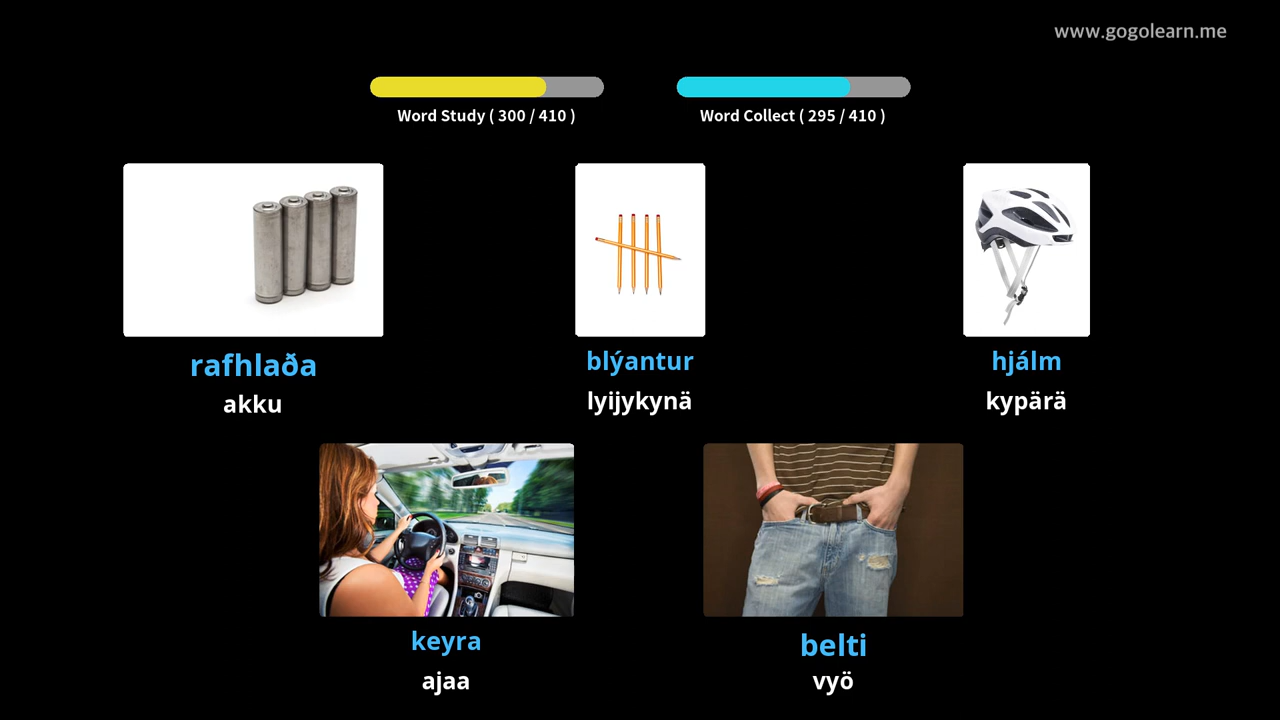 www.gogolearn.me
Word Study ( 300 / 410 )
Word Collect ( 295 / 410 )
rafhlaða
akku
blýantur
lyijykynä
hjálm
kypärä
keyra
ajaa
belti
vyö